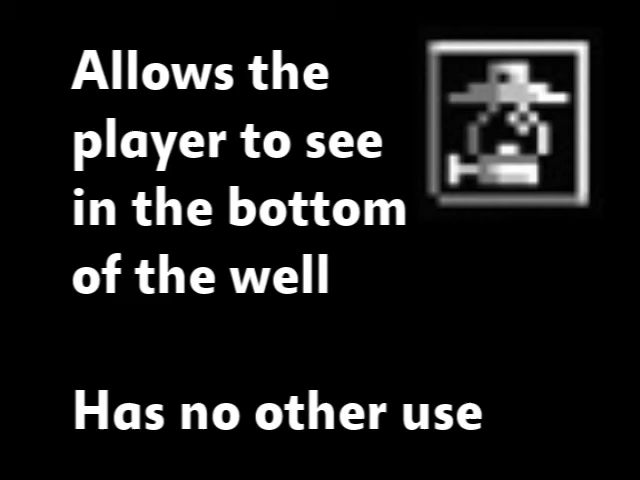 Allows the
player to see
in the bottom
of the well
Has no other use